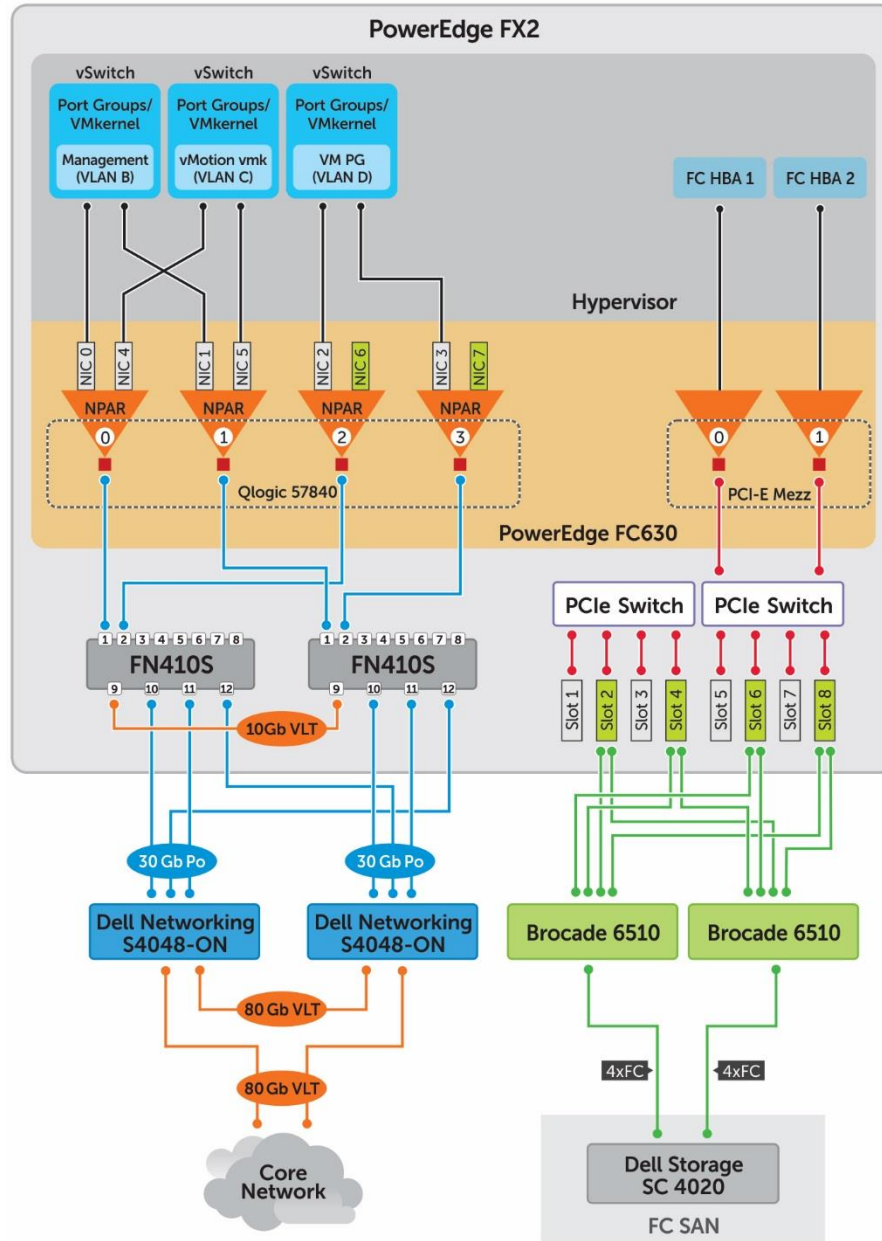 PowerEdge FX2
vSwitch
vSwitch
vSwitch
Port Groups/
VMkernel
Management
(VLAN B)
Port Groups/
VMkernel
vMotion vmk
(VLAN C)
Port Groups/
VMkernel
VM PG
(VLAN D)
FC HBA 1
FC HBA 2
Hypervisor
NIC 0
NIC 4
NIC 1
NIC 5
NIC 2
NIC 6
NIC 3
NIC 7
NPAR
NPAR
NPAR
NPAR
0
1
2
3
0
1
Qlogic 57840
PCI-E Mezz
PowerEdge FC630
PCIe Switch
PCIe Switch
1 2 3 4 5 6 7 8
FN410S
9 10 11 12
1 2 3 4 5 6 7 8
FN410S
9 10 11 12
10Gb VLT
Slot 1
Slot 2
Slot 3
Slot 4
Slot 5
Slot 6
Slot 7
Slot 8
30 Gb Po
30 Gb Po
Dell Networking
S4048-ON
Dell Networking
S4048-ON
Brocade 6510
Brocade 6510
80 Gb VLT
80 Gb VLT
4xFC
4xFC
Core
Network
Dell Storage
SC 4020
FC SAN